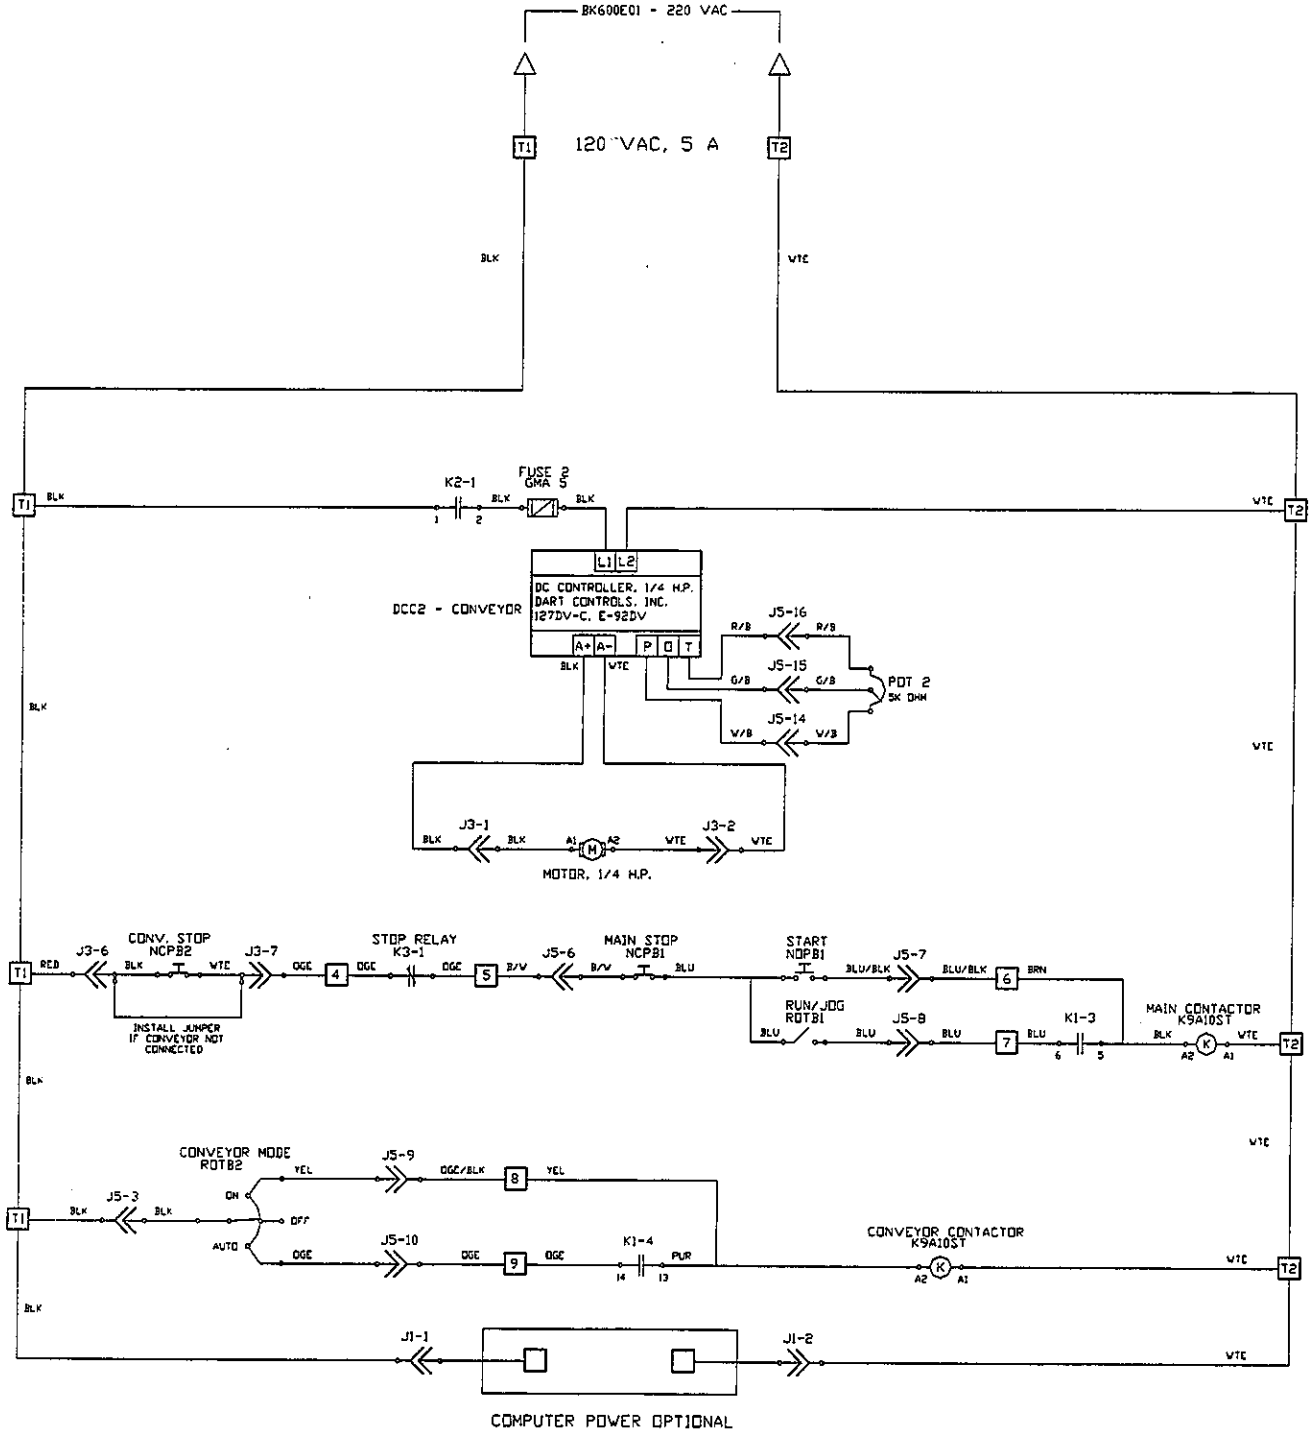 BK600E01 - 220 VAC
T1 120 VAC, 5 A T2
BLK WTE
FUSE 2
K2-1 GMA 5
T1 BLK BLK BLK WTE T2
1 2
L1 L2
DC CONTROLLER, 1/4 H.P.
DCC2 - CONVEYOR DART CONTROLS, INC.
127DV-C, E-92DV
J5-16
R/B R/B
A+ A- P O T
BLK WTE J5-15
G/B G/B POT 2
5K OHM
BLK J5-14
W/B W/B
WTE
J3-1 J3-2
BLK BLK A1 M A2 WTE WTE
MOTOR, 1/4 H.P.
CONV. STOP STOP RELAY MAIN STOP START
J3-6 NCPB2 J3-7 K3-1 J5-6 NCPB1 NOPB1 J5-7
T1 RED BLK WTE OGE 4 OGE OGE 5 B/W B/W BLU BLU/BLK BLU/BLK 6 BRN
RUN/JOG MAIN CONTACTOR
INSTALL JUMPER ROTB1 J5-8 K1-3 K9A10ST
IF CONVEYOR NOT BLU BLU BLU 7 BLU BLK K WTE T2
CONNECTED 6 5 A2 A1
BLK
CONVEYOR MODE WTE
ROTB2 J5-9
YEL OGE/BLK 8 YEL
J5-3 ON
T1 BLK BLK OFF
AUTO J5-10 K1-4 CONVEYOR CONTACTOR
K9A10ST
OGE OGE 9 OGE PUR K WTE T2
14 13 A2 A1
BLK
J1-1 J1-2
WTE
COMPUTER POWER OPTIONAL